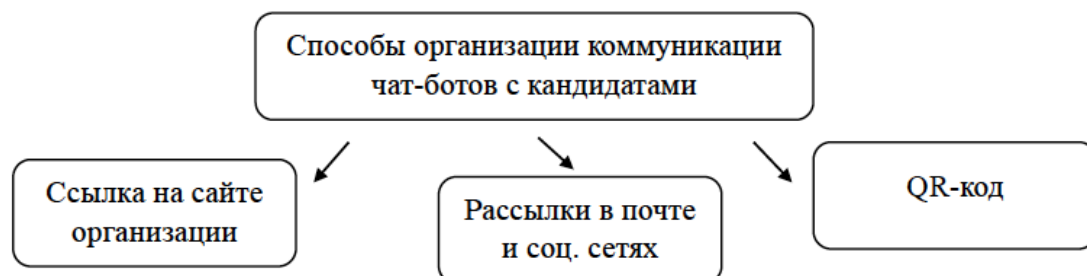 Способы организации коммуникации
чат-ботов с кандидатами
Ссылка на сайте
организации
Рассылки в почте
и соц. сетях
QR-код